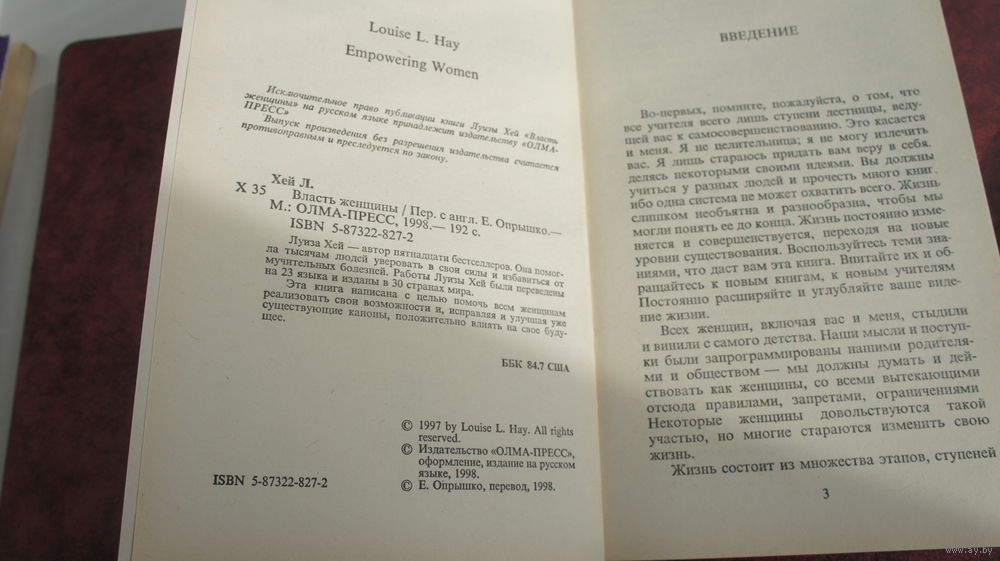 Louise L. Hay
Empowering Women
Исключительное право публикации книги Луизы Хей «Власть
женщины» на русском языке принадлежит издательству «ОЛМА-
ПРЕСС»
Выпуск произведения без разрешения издательства считается
противоправным и преследуется по закону.
Хей Л.
Х 35
Власть женщины / Пер. с англ. Е. Опрышко.—
М.: ОЛМА-ПРЕСС, 1998.— 192 с.
ISBN 5-87322-827-2
Луиза Хей — автор пятнадцати бестселлеров. Она помог-
ла тысячам людей уверовать в свои силы и избавиться от
мучительных болезней. Работы Луизы Хей были переведены
на 23 языка и изданы в 30 странах мира.
Эта книга написана с целью помочь всем женщинам
реализовать свои возможности и, исправляя и улучшая уже
существующие каноны, положительно влиять на свое буду-
щее.
ББК 84.7 США
© 1997 by Louise L. Hay. All rights
reserved.
© Издательство «ОЛМА-ПРЕСС»,
оформление, издание на русском
языке, 1998.
© Е. Опрышко, перевод, 1998.
ISBN 5-87322-827-2
ВВЕДЕНИЕ
Во-первых, помните, пожалуйста, о том, что
все учителя всего лишь ступени лестницы, веду-
щей вас к самосовершенствованию. Это касается
и меня. Я не целительница; я не могу излечить
вас. Я лишь стараюсь придать вам веру в себя,
делясь некоторыми своими идеями. Вы должны
учиться у разных людей и прочесть много книг,
ибо одна система не может охватить всего. Жизнь
слишком необъятна и разнообразна, чтобы мы
могли понять ее до конца. Жизнь постоянно изме-
няется и совершенствуется, переходя на новые
уровни существования. Воспользуйтесь теми зна-
ниями, что даст вам эта книга. Впитайте их и об-
ращайтесь к новым книгам, к новым учителям
Постоянно расширяйте и углубляйте ваше виде-
ние жизни.
Всех женщин, включая вас и меня, стыдили
и винили с самого детства. Наши мысли и поступ-
ки были запрограммированы нашими родителя-
ми и обществом — мы должны думать и дей-
ствовать как женщины, со всеми вытекающими
отсюда правилами, запретами, ограничениями
Некоторые женщины довольствуются такой
участью, но многие стараются изменить свою
жизнь.
Жизнь состоит из множества этапов, ступеней
3
www.ay.by